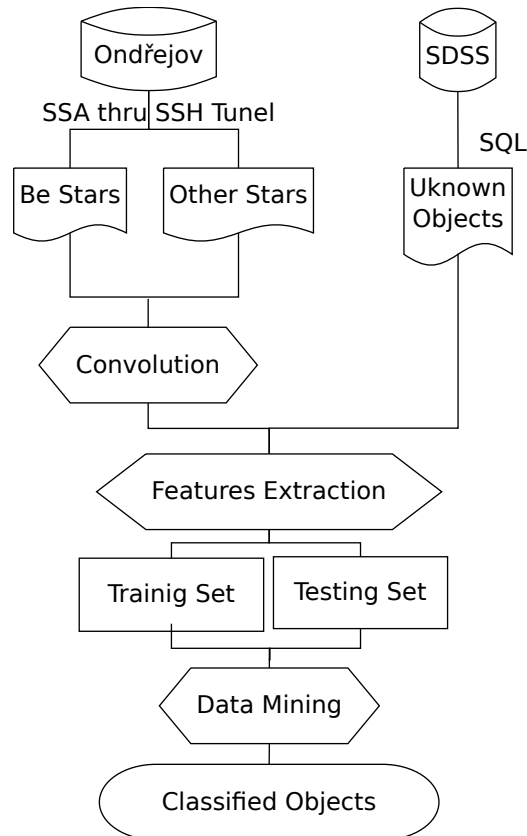 Ondřejov
SDSS
SSA thru SSH Tunel
SQL
Be Stars
Other Stars
Uknown
Objects
Convolution
Features Extraction
Trainig Set
Testing Set
Data Mining
Classified Objects